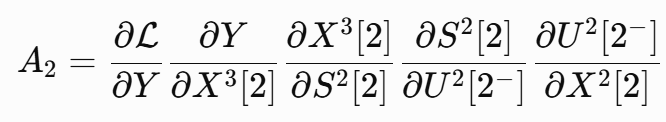 $A_2 = \frac{\partial \mathcal{L}}{\partial Y} \frac{\partial Y}{\partial X^3[2]} \frac{\partial X^3[2]}{\partial S^2[2]} \frac{\partial S^2[2]}{\partial U^2[2^-]} \frac{\partial U^2[2^-]}{\partial X^2[2]}$